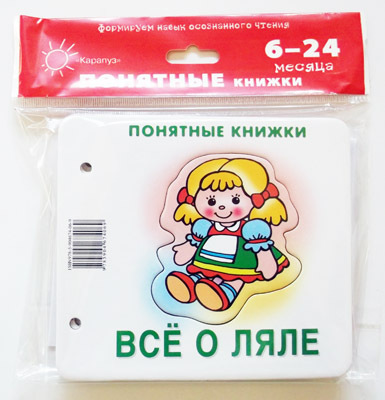 формируем навык осознанного чтения
Карапуз®
6–24
месяца
ПОНЯТНЫЕ КНИЖКИ
ПОНЯТНЫЕ КНИЖКИ
ВСЁ О ЛЯЛЕ